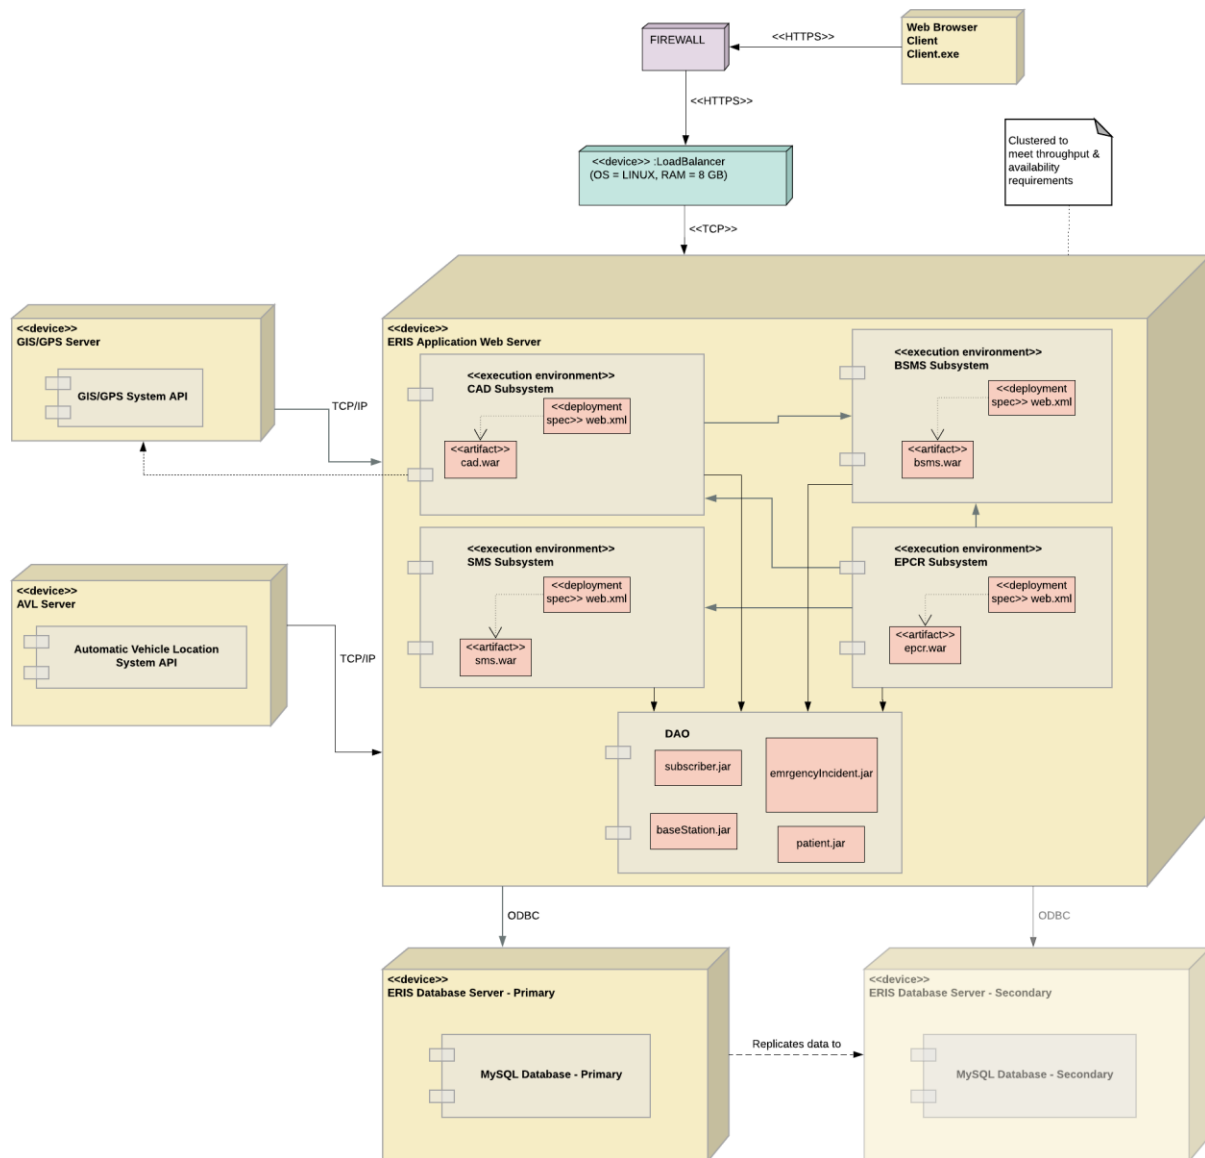 Web Browser
Client
Client.exe
<<HTTPS>>
FIREWALL
<<HTTPS>>
<<device>> :LoadBalancer
(OS = LINUX, RAM = 8 GB)
<<TCP>>
Clustered to
meet throughput &
availability
requirements
<<device>>
GIS/GPS Server
GIS/GPS System API
TCP/IP
<<device>>
AVL Server
Automatic Vehicle Location
System API
TCP/IP
<<device>>
ERIS Application Web Server
<<execution environment>>
CAD Subsystem
<<deployment
spec>> web.xml
<<artifact>>
cad.war
<<execution environment>>
BSMS Subsystem
<<deployment
spec>> web.xml
<<artifact>>
bsms.war
<<execution environment>>
SMS Subsystem
<<deployment
spec>> web.xml
<<artifact>>
sms.war
<<execution environment>>
EPCR Subsystem
<<deployment
spec>> web.xml
<<artifact>>
epcr.war
DAO
subscriber.jar
emrgencyIncident.jar
baseStation.jar
patient.jar
ODBC
ODBC
<<device>>
ERIS Database Server - Primary
MySQL Database - Primary
Replicates data to
<<device>>
ERIS Database Server - Secondary
MySQL Database - Secondary